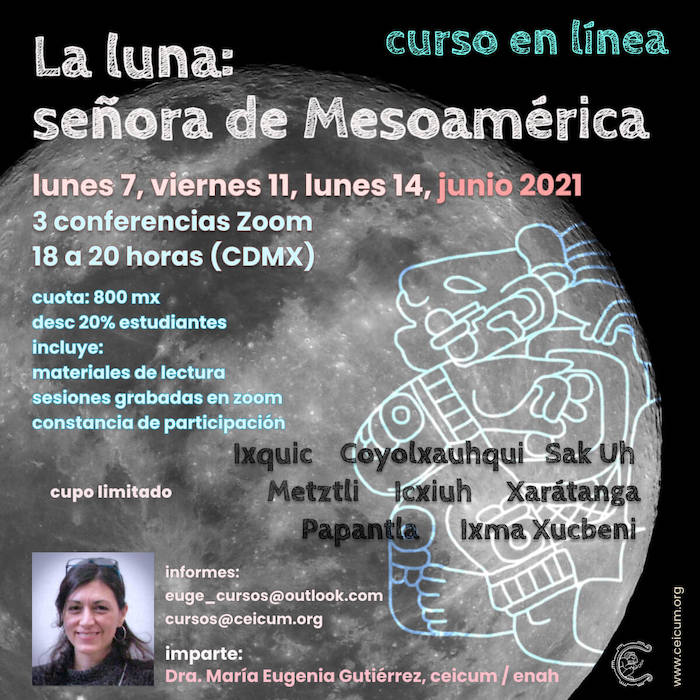 curso en línea
La luna:
señora de Mesoamérica
lunes 7, viernes 11, lunes 14, junio 2021
3 conferencias Zoom
18 a 20 horas (CDMX)
cuota: 800 mx
desc 20% estudiantes
incluye:
materiales de lectura
sesiones grabadas en zoom
constancia de participación
Ixquic Coyolxauhqui Sak Uh
Metztli Icxiuh Xarátanga
Papantla Ixma Xucbeni
cupo limitado
informes:
euge_cursos@outlook.com
cursos@ceicum.org
imparte:
Dra. María Eugenia Gutiérrez, ceicum / enah
www.ceicum.org